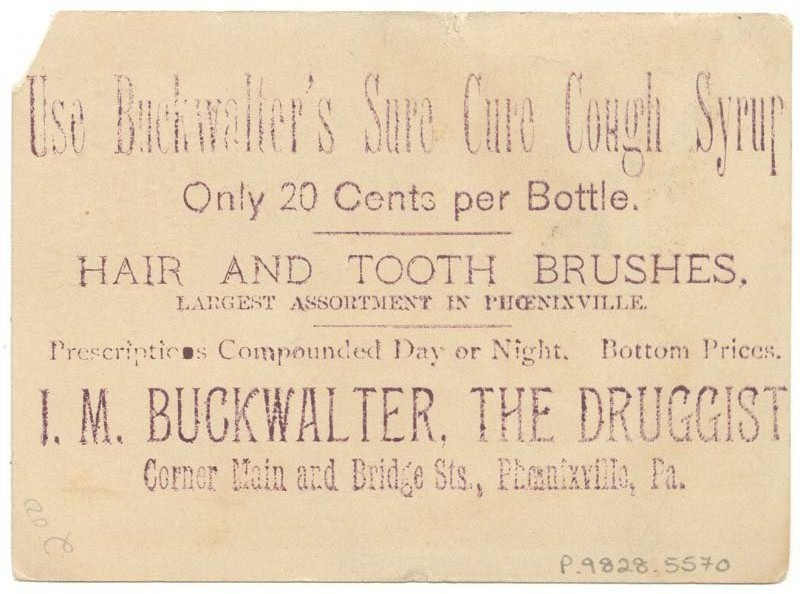 Use Buckwalter's Sure Cure Cough Syrup
Only 20 Cents per Bottle.
HAIR AND TOOTH BRUSHES,
LARGEST ASSORTMENT IN PHŒNIXVILLE.
Prescriptions Compounded Day or Night. Bottom Prices.
I. M. BUCKWALTER, THE DRUGGIST
Corner Main and Bridge Sts., Phœnixville, Pa.
P.9828.5570